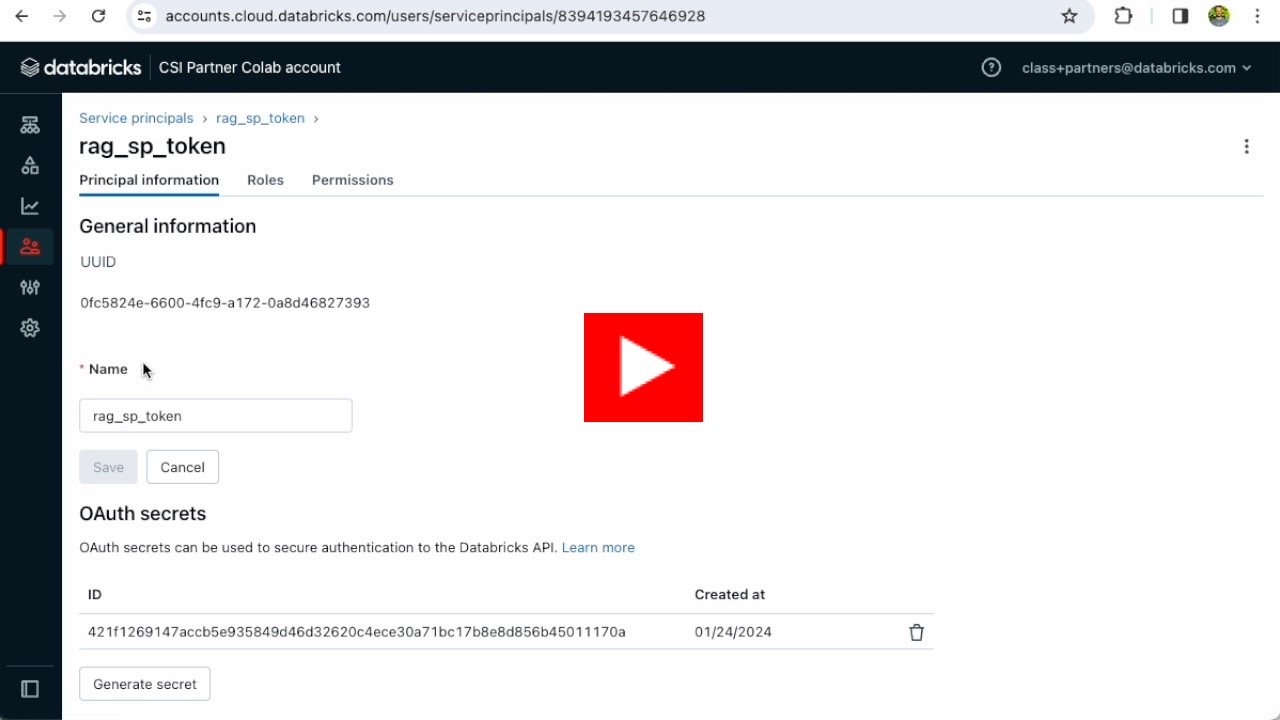 accounts.cloud.databricks.com/users/serviceprincipals/8394193457646928
databricks CSI Partner Colab account
? class+partners@databricks.com
Service principals › rag_sp_token ›
rag_sp_token
Principal information Roles Permissions
General information
UUID
0fc5824e-6600-4fc9-a172-0a8d46827393
* Name
rag_sp_token
Save Cancel
OAuth secrets
OAuth secrets can be used to secure authentication to the Databricks API. Learn more
ID Created at
421f1269147accb5e935849d46d32620c4ece30a71bc17b8e8d856b45011170a 01/24/2024
Generate secret